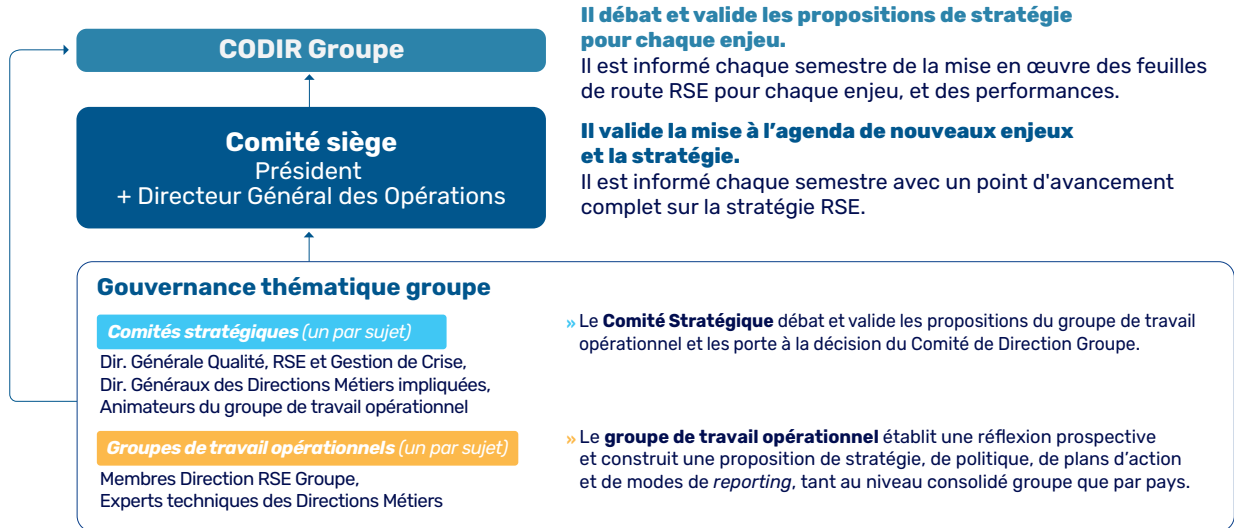 CODIR Groupe
Il débat et valide les propositions de stratégie
pour chaque enjeu.
Il est informé chaque semestre de la mise en œuvre des feuilles
de route RSE pour chaque enjeu, et des performances.
Comité siège
Président
+ Directeur Général des Opérations
Il valide la mise à l’agenda de nouveaux enjeux
et la stratégie.
Il est informé chaque semestre avec un point d'avancement
complet sur la stratégie RSE.
Gouvernance thématique groupe
Comités stratégiques (un par sujet)
Dir. Générale Qualité, RSE et Gestion de Crise,
Dir. Généraux des Directions Métiers impliquées,
Animateurs du groupe de travail opérationnel
» Le Comité Stratégique débat et valide les propositions du groupe de travail
opérationnel et les porte à la décision du Comité de Direction Groupe.
Groupes de travail opérationnels (un par sujet)
Membres Direction RSE Groupe,
Experts techniques des Directions Métiers
» Le groupe de travail opérationnel établit une réflexion prospective
et construit une proposition de stratégie, de politique, de plans d’action
et de modes de reporting, tant au niveau consolidé groupe que par pays.